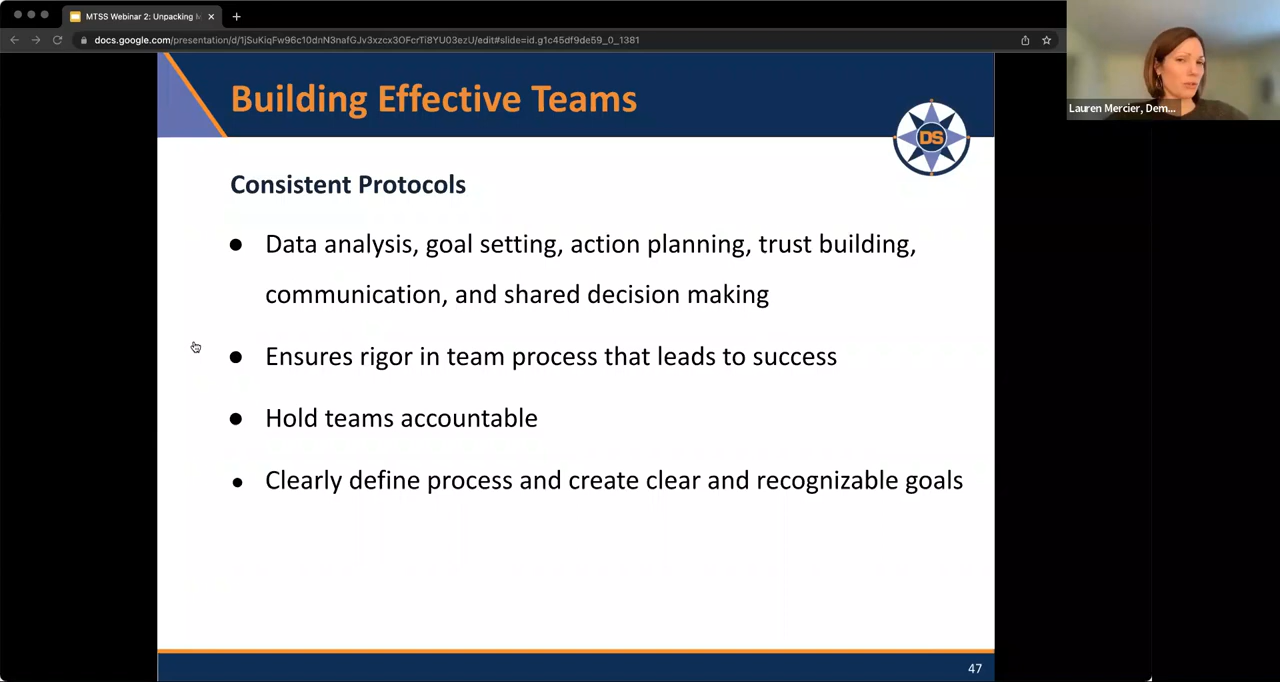 MTSS Webinar 2: Unpacking M
docs.google.com/presentation/d/1jSuKiqFw96c10dnN3nafGJv3xzcx3OFcrTi8YU03ezU/edit#slide=id.g1c45df9de59_0_1381
Lauren Mercier, Dem...
Building Effective Teams
DS
Consistent Protocols
● Data analysis, goal setting, action planning, trust building,
communication, and shared decision making
● Ensures rigor in team process that leads to success
● Hold teams accountable
● Clearly define process and create clear and recognizable goals
47